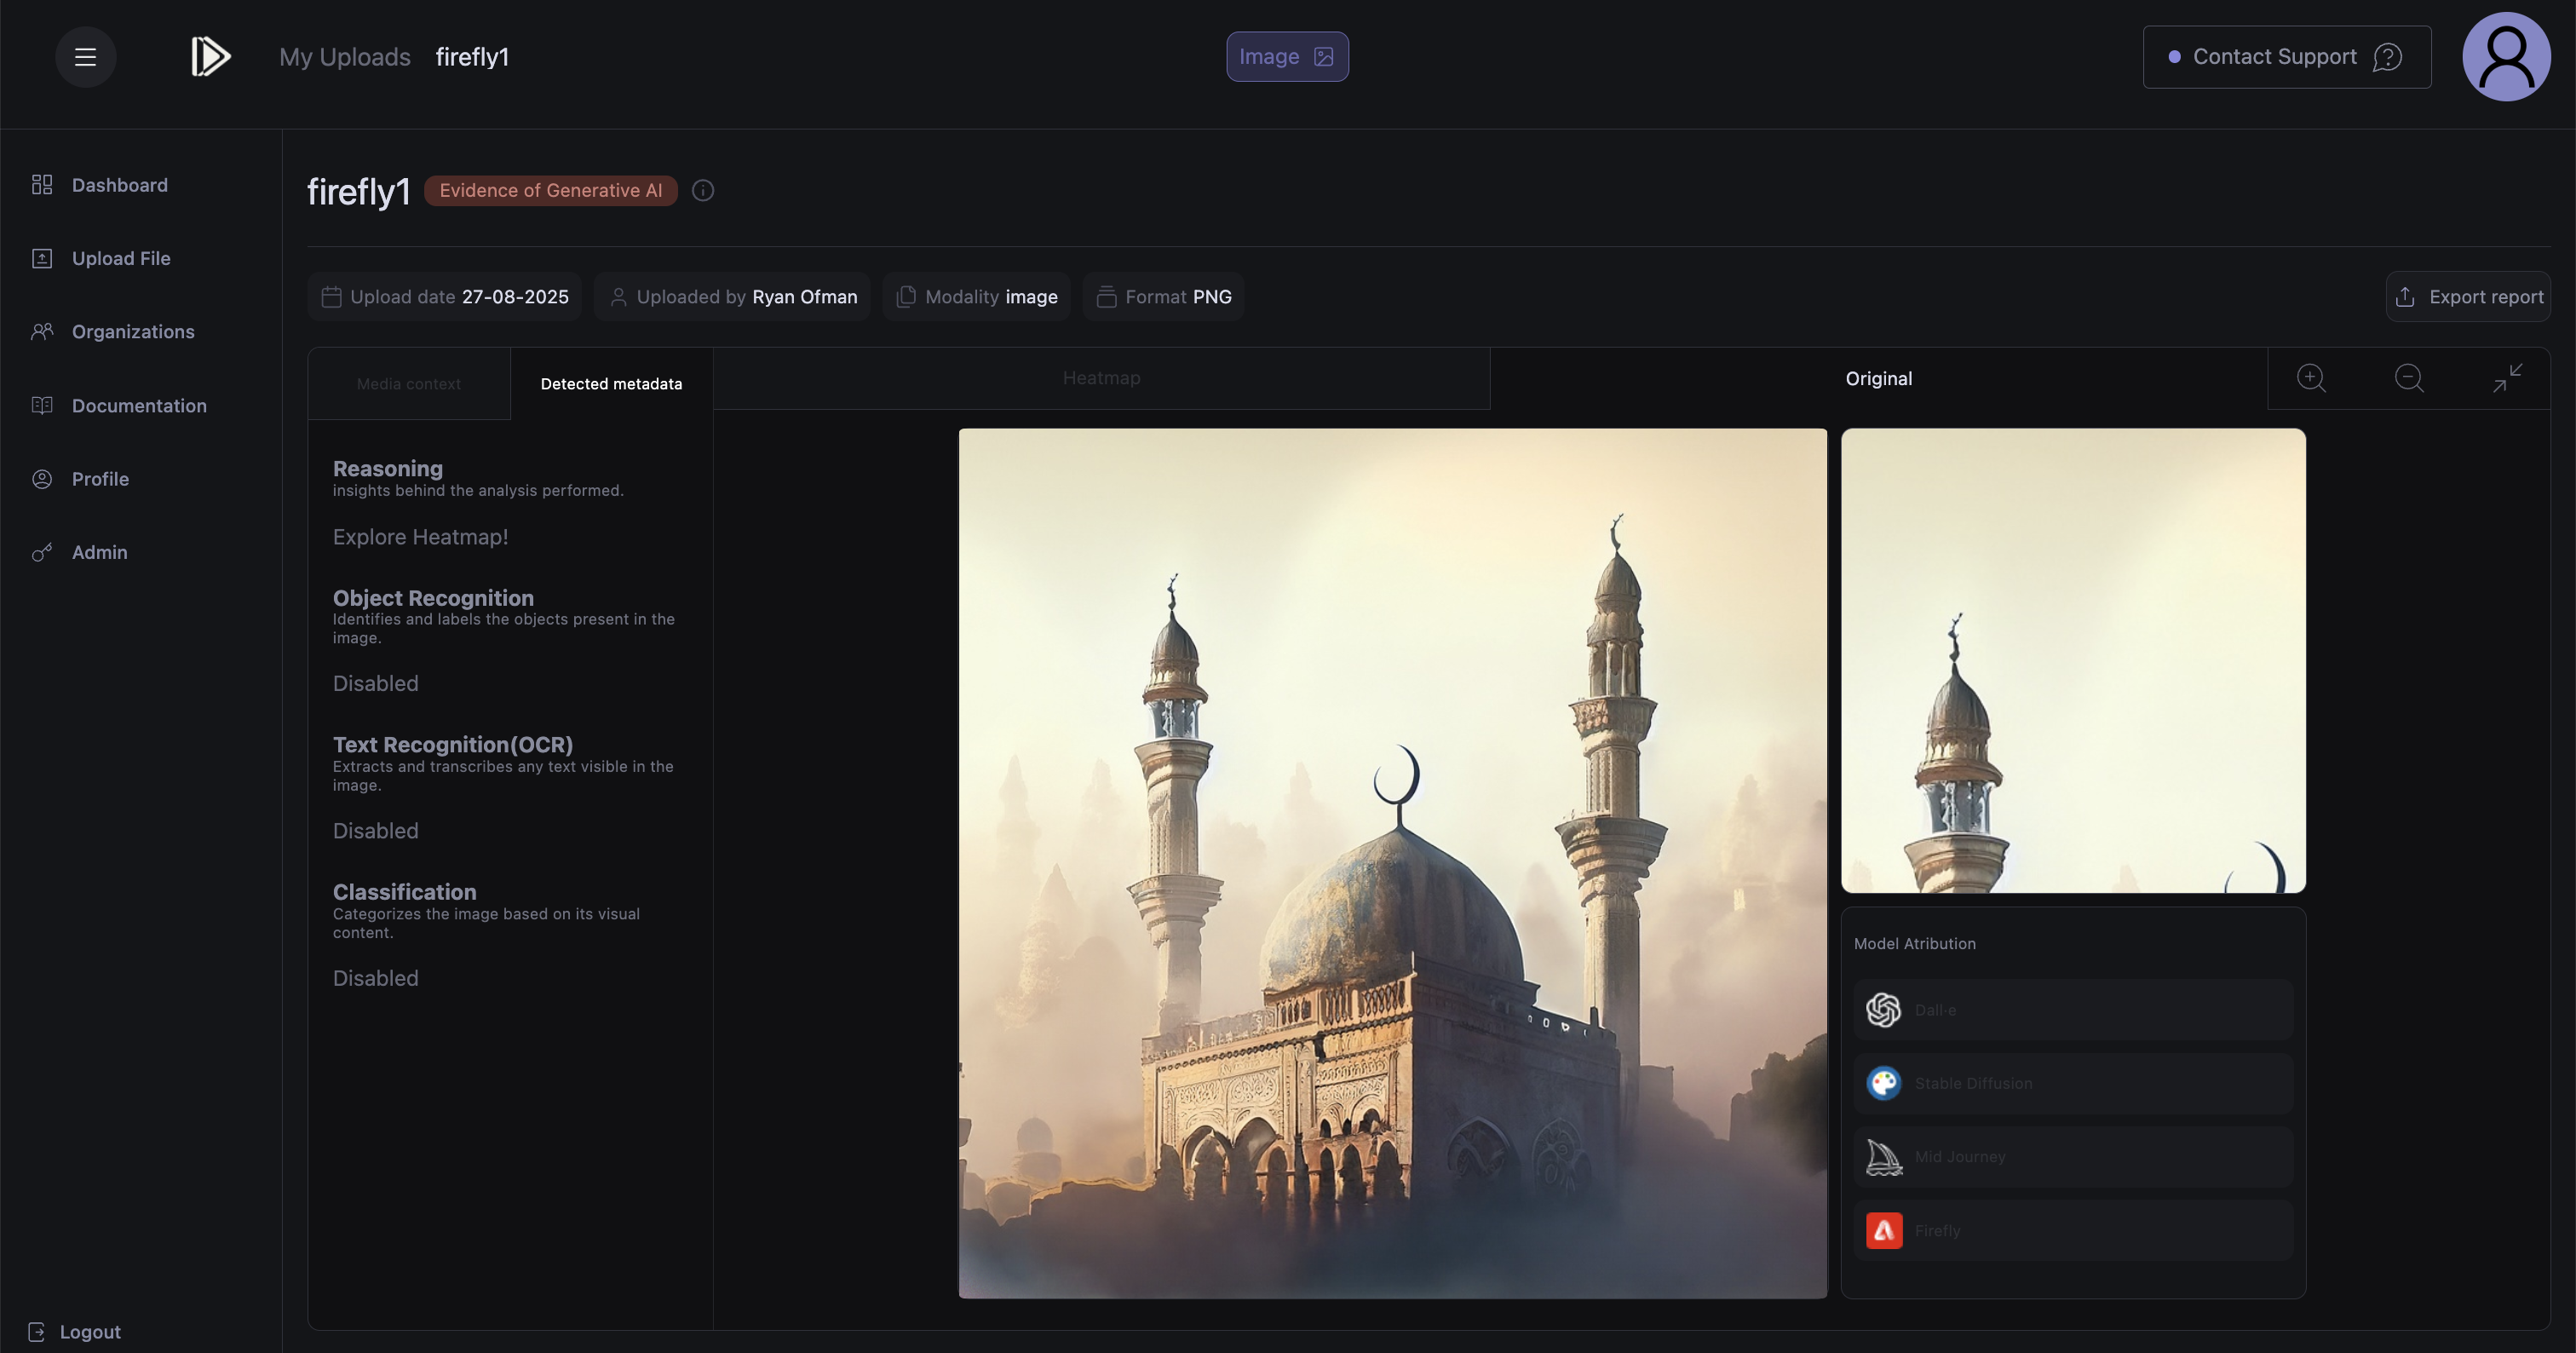 My Uploads firefly1
Image
Contact Support
Dashboard
Upload File
Organizations
Documentation
Profile
Admin
Logout
firefly1 Evidence of Generative AI
Upload date 27-08-2025
Uploaded by Ryan Ofman
Modality image
Format PNG
Export report
Media context
Detected metadata
Heatmap
Original
Reasoning
insights behind the analysis performed.
Explore Heatmap!
Object Recognition
Identifies and labels the objects present in the
image.
Disabled
Text Recognition(OCR)
Extracts and transcribes any text visible in the
image.
Disabled
Classification
Categorizes the image based on its visual
content.
Disabled
Model Atribution
Dall-e
Stable Diffusion
Mid Journey
Firefly